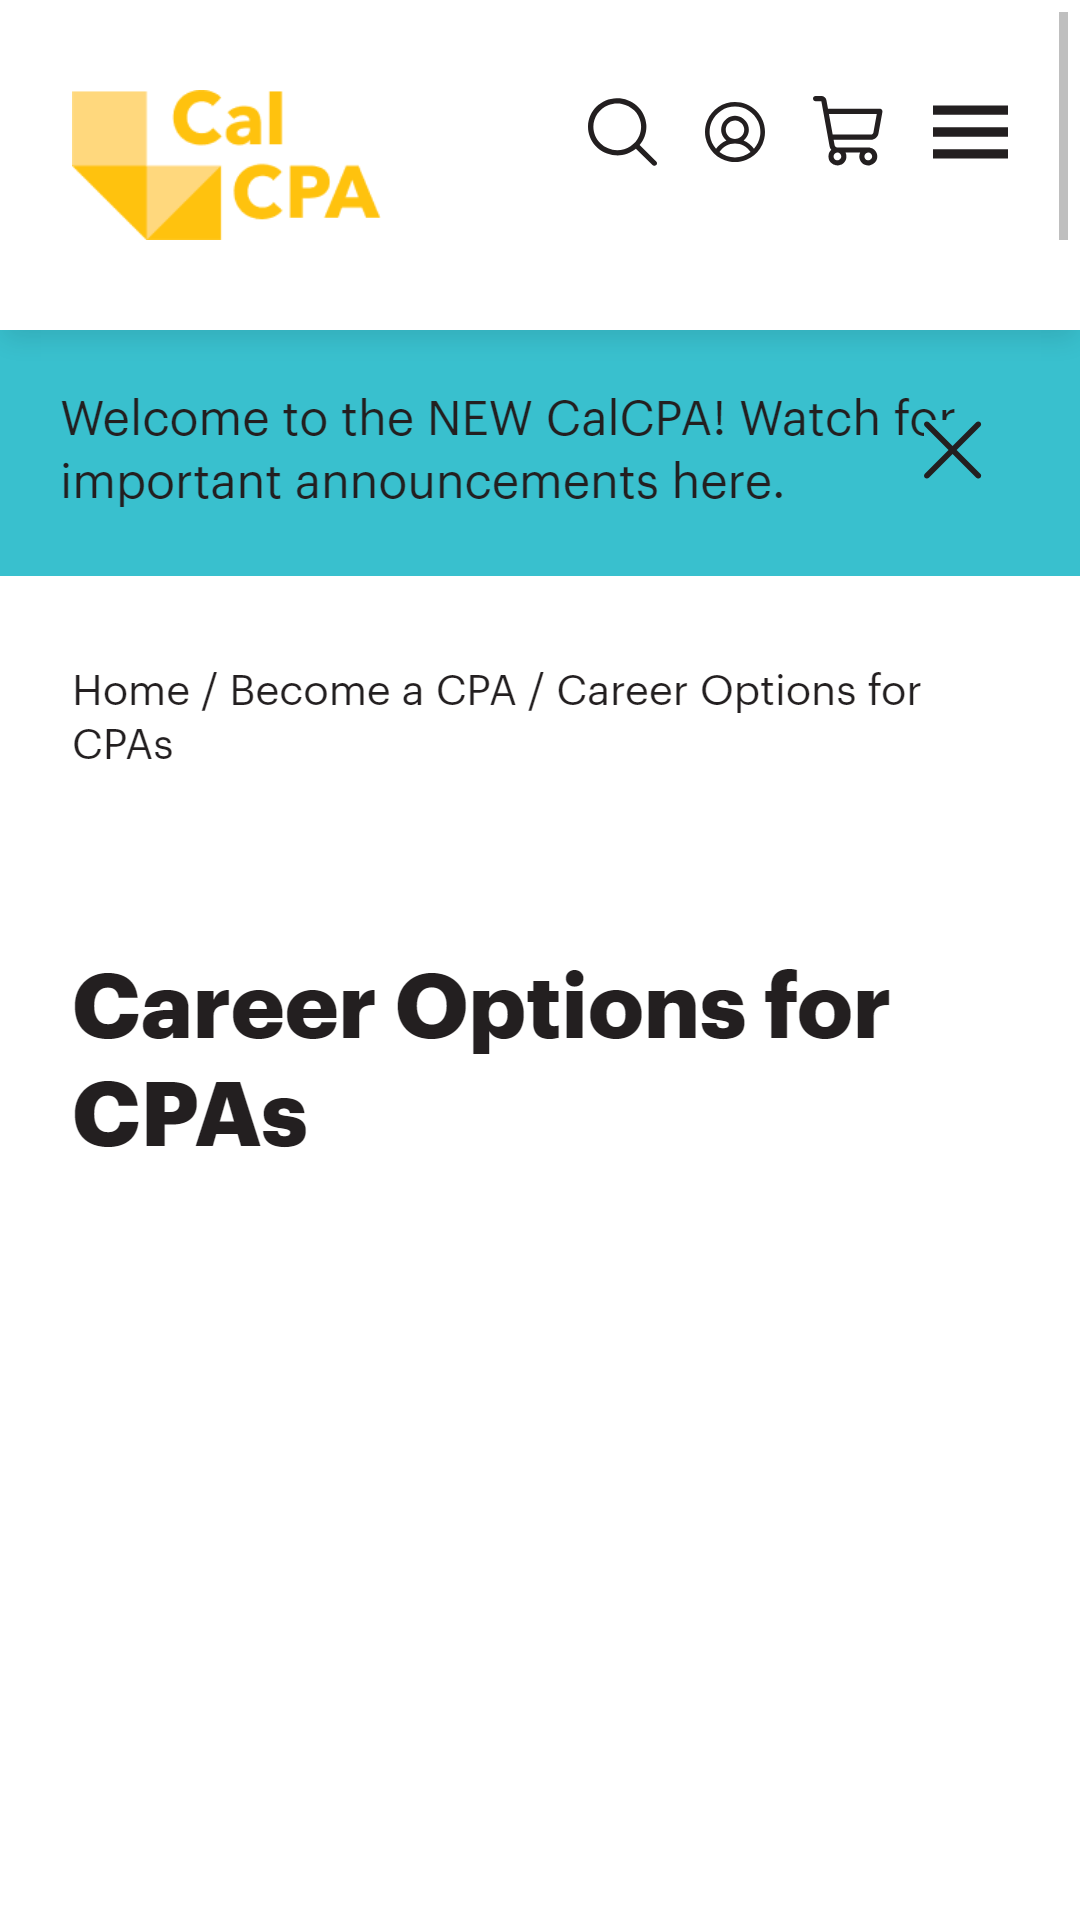 Cal
CPA
Welcome to the NEW CalCPA! Watch for
important announcements here.
Home / Become a CPA / Career Options for
CPAs
Career Options for
CPAs